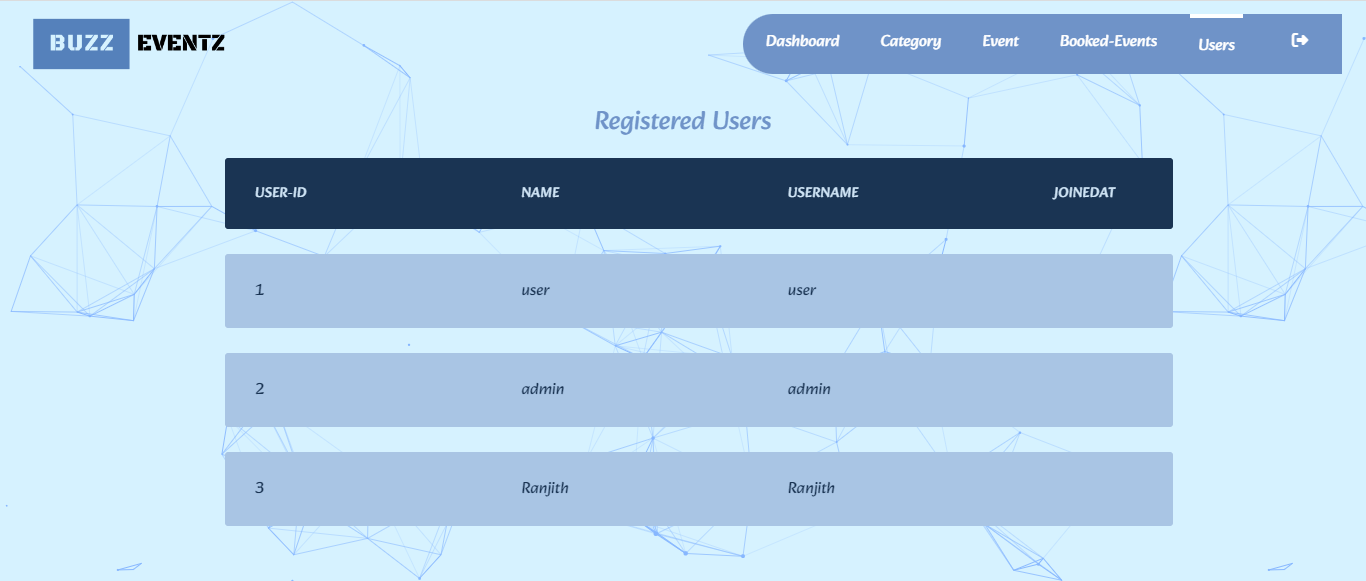 BUZZ EVENTZ
Dashboard Category Event Booked-Events Users
Registered Users
USER-ID NAME USERNAME JOINEDAT
1 user user
2 admin admin
3 Ranjith Ranjith